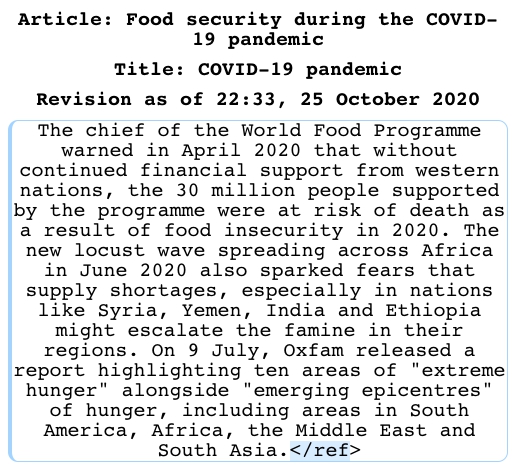 Article: Food security during the COVID-
19 pandemic
Title: COVID-19 pandemic
Revision as of 22:33, 25 October 2020
The chief of the World Food Programme
warned in April 2020 that without
continued financial support from western
nations, the 30 million people supported
by the programme were at risk of death as
a result of food insecurity in 2020. The
new locust wave spreading across Africa
in June 2020 also sparked fears that
supply shortages, especially in nations
like Syria, Yemen, India and Ethiopia
might escalate the famine in their
regions. On 9 July, Oxfam released a
report highlighting ten areas of "extreme
hunger" alongside "emerging epicentres"
of hunger, including areas in South
America, Africa, the Middle East and
South Asia.</ref>